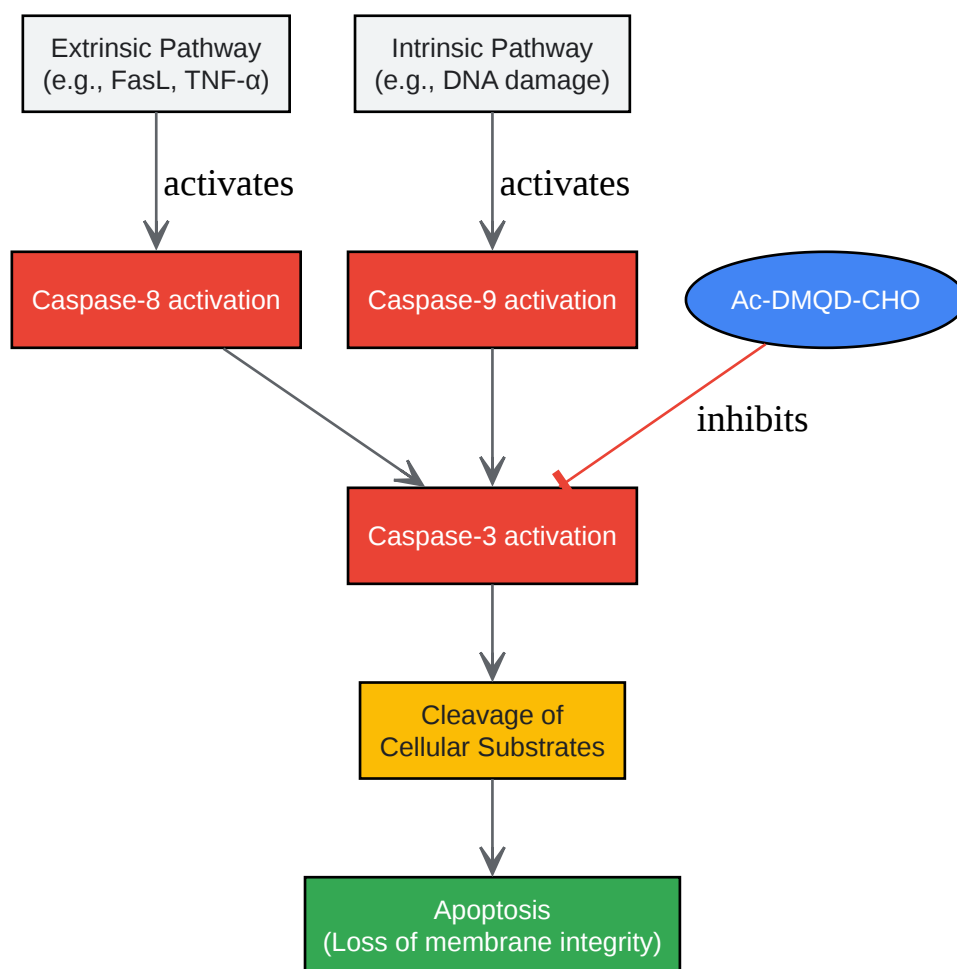 Extrinsic Pathway
(e.g., FasL, TNF-α)
Intrinsic Pathway
(e.g., DNA damage)
activates
activates
Caspase-8 activation
Caspase-9 activation
Ac-DMQD-CHO
inhibits
Caspase-3 activation
Cleavage of
Cellular Substrates
Apoptosis
(Loss of membrane integrity)